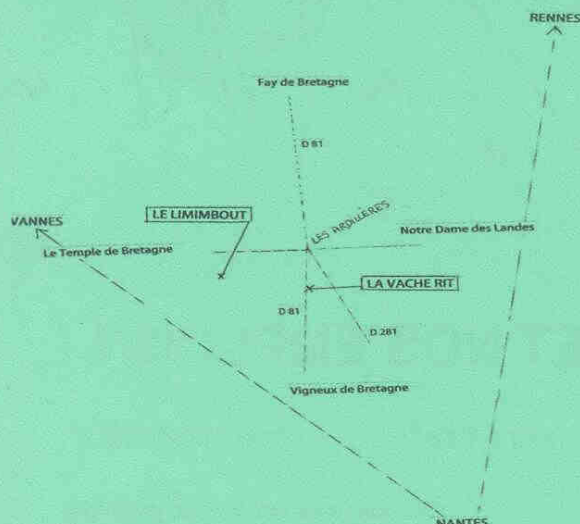 RENNES
Fay de Bretagne
D 81
LES ARDILLÈRES
VANNES
LE LIMIMBOUT
Notre Dame des Landes
Le Temple de Bretagne
LA VACHE RIT
D 81
D 281
Vigneux de Bretagne
NANTES